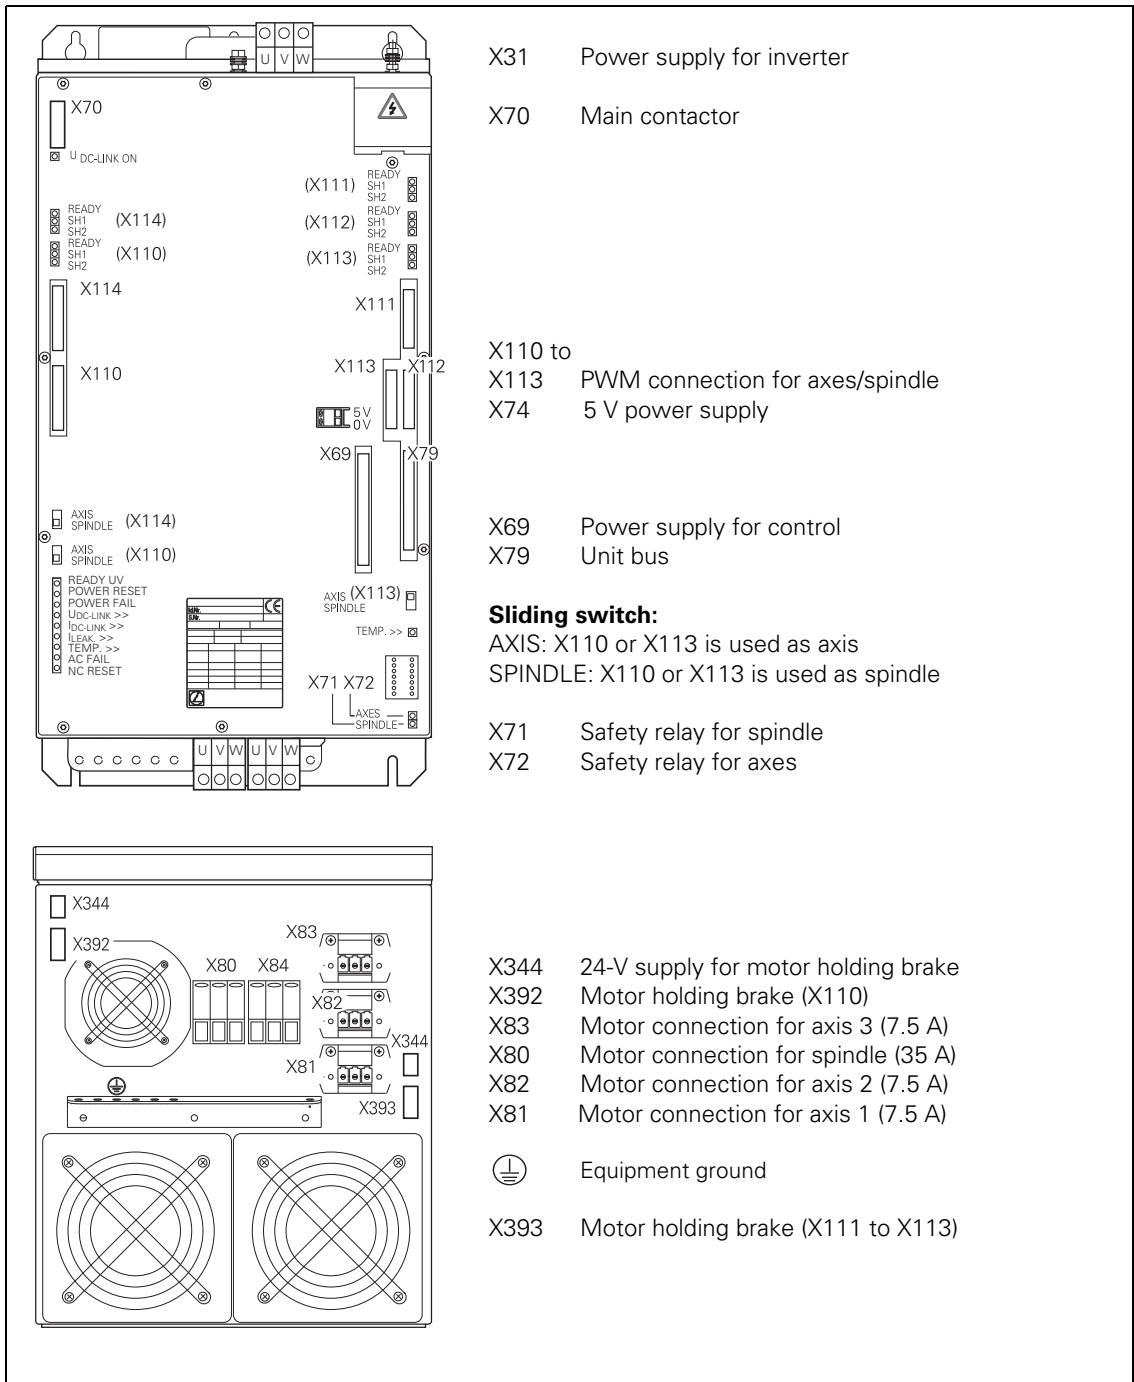 U V W
X31 Power supply for inverter
X70
X70 Main contactor
U DC-LINK ON
(X111) READY
SH1
SH2
READY
SH1
SH2
(X114)
(X112) READY
SH1
SH2
READY
SH1
SH2
(X110)
(X113) READY
SH1
SH2
X114
X111
X110
X113 X112
X110 to
X113 PWM connection for axes/spindle
X74 5 V power supply
5 V
0 V
X69 X79
AXIS
SPINDLE (X114)
X69 Power supply for control
AXIS
SPINDLE (X110)
X79 Unit bus
READY UV
POWER RESET
POWER FAIL
UDC-LINK >>
IDC-LINK >>
ILEAK. >>
TEMP. >>
AC FAIL
NC RESET
Id.Nr. CE
S.Nr.
AXIS (X113)
SPINDLE
TEMP. >>
Sliding switch:
AXIS: X110 or X113 is used as axis
SPINDLE: X110 or X113 is used as spindle
X71 X72
AXES
SPINDLE
X71 Safety relay for spindle
X72 Safety relay for axes
U V W U V W
X344
X392
X83
X80 X84
X82
X344
X81
X393
X344 24-V supply for motor holding brake
X392 Motor holding brake (X110)
X83 Motor connection for axis 3 (7.5 A)
X80 Motor connection for spindle (35 A)
X82 Motor connection for axis 2 (7.5 A)
X81 Motor connection for axis 1 (7.5 A)
Equipment ground
X393 Motor holding brake (X111 to X113)